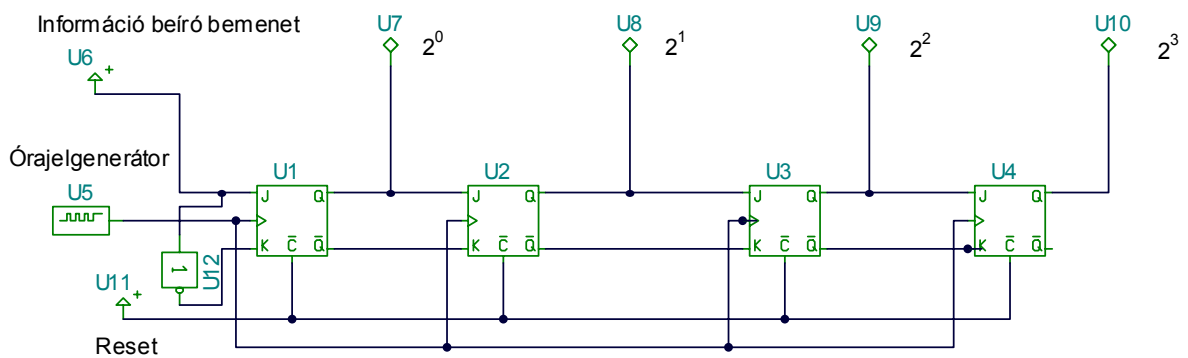 Információ beíró bemenet
U6
+
U7
2^0
U8
2^1
U9
2^2
U10
2^3
Órajelgenerátor
U5
U1
J Q
K C̅ Q̅
U2
J Q
K C̅ Q̅
U3
J Q
K C̅ Q̅
U4
J Q
K C̅ Q̅
1
U12
U11
+
Reset